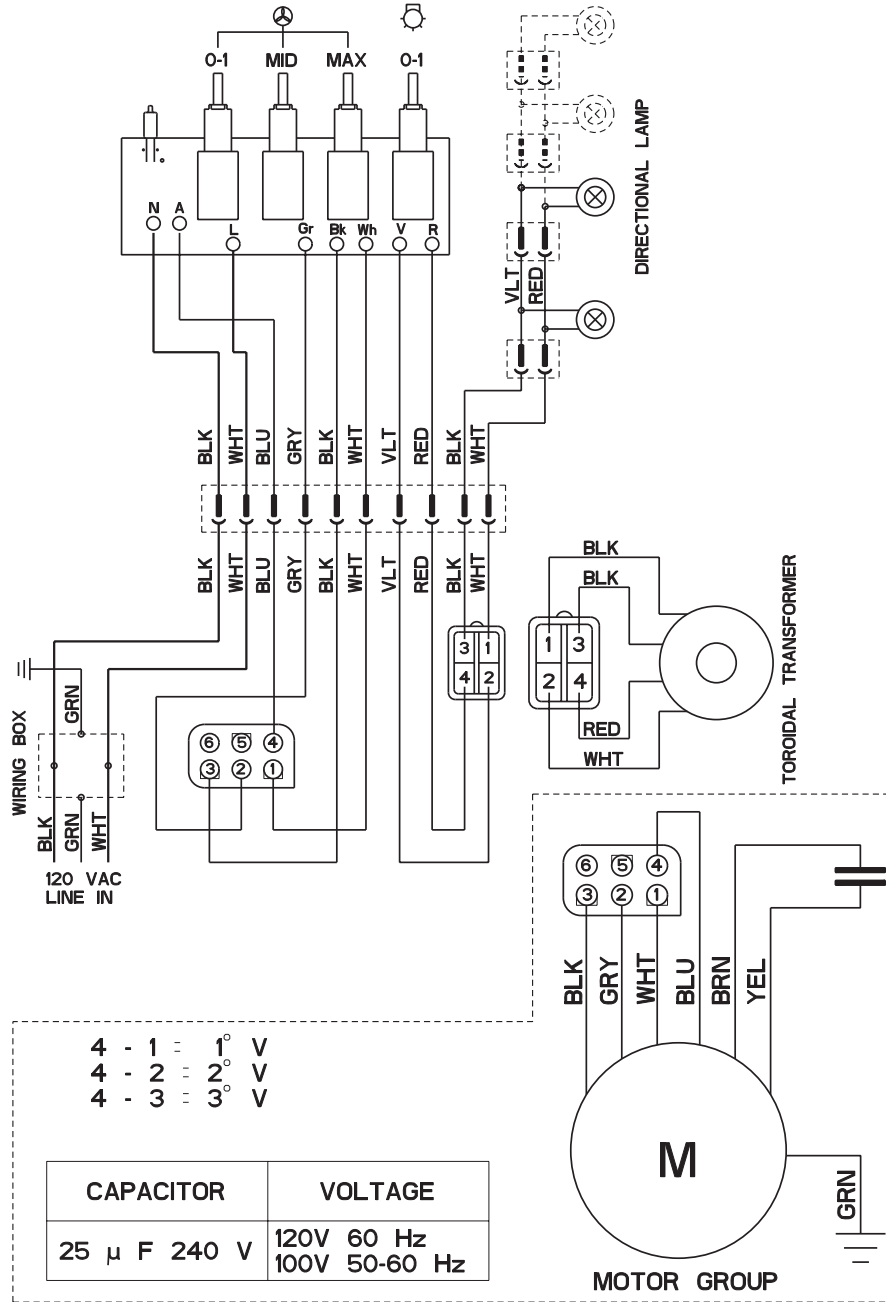 0-1 MID MAX 0-1
N A L Gr Bk Wh V R
DIRECTIONAL LAMP
VLT RED
BLK WHT BLU GRY BLK WHT VLT RED BLK WHT
BLK WHT BLU GRY BLK WHT VLT RED BLK WHT
3 1
4 2
BLK
BLK
1 3
2 4
RED
WHT
TOROIDAL TRANSFORMER
GRN
WIRING BOX
BLK GRN WHT
120 VAC
LINE IN
6 5 4
3 2 1
6 5 4
3 2 1
BLK GRY WHT BLU BRN YEL
M
GRN
MOTOR GROUP
4 - 1 = 1° V
4 - 2 = 2° V
4 - 3 = 3° V
CAPACITOR VOLTAGE
25 µ F 240 V
120V 60 Hz
100V 50-60 Hz